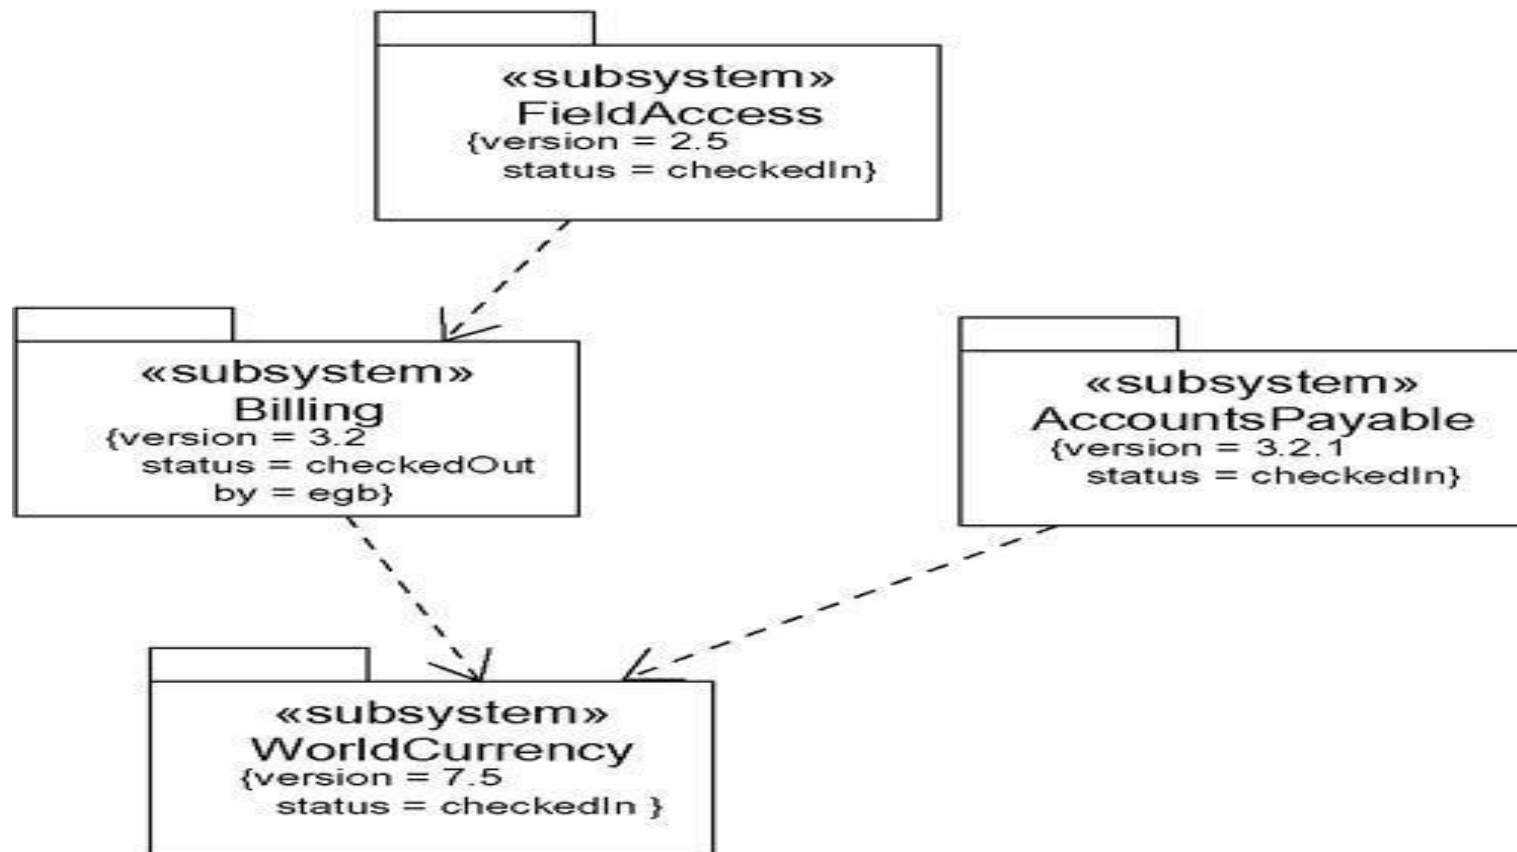 «subsystem»
FieldAccess
{version = 2.5
status = checkedIn}
«subsystem»
Billing
{version = 3.2
status = checkedOut
by = egb}
«subsystem»
AccountsPayable
{version = 3.2.1
status = checkedIn}
«subsystem»
WorldCurrency
{version = 7.5
status = checkedIn }